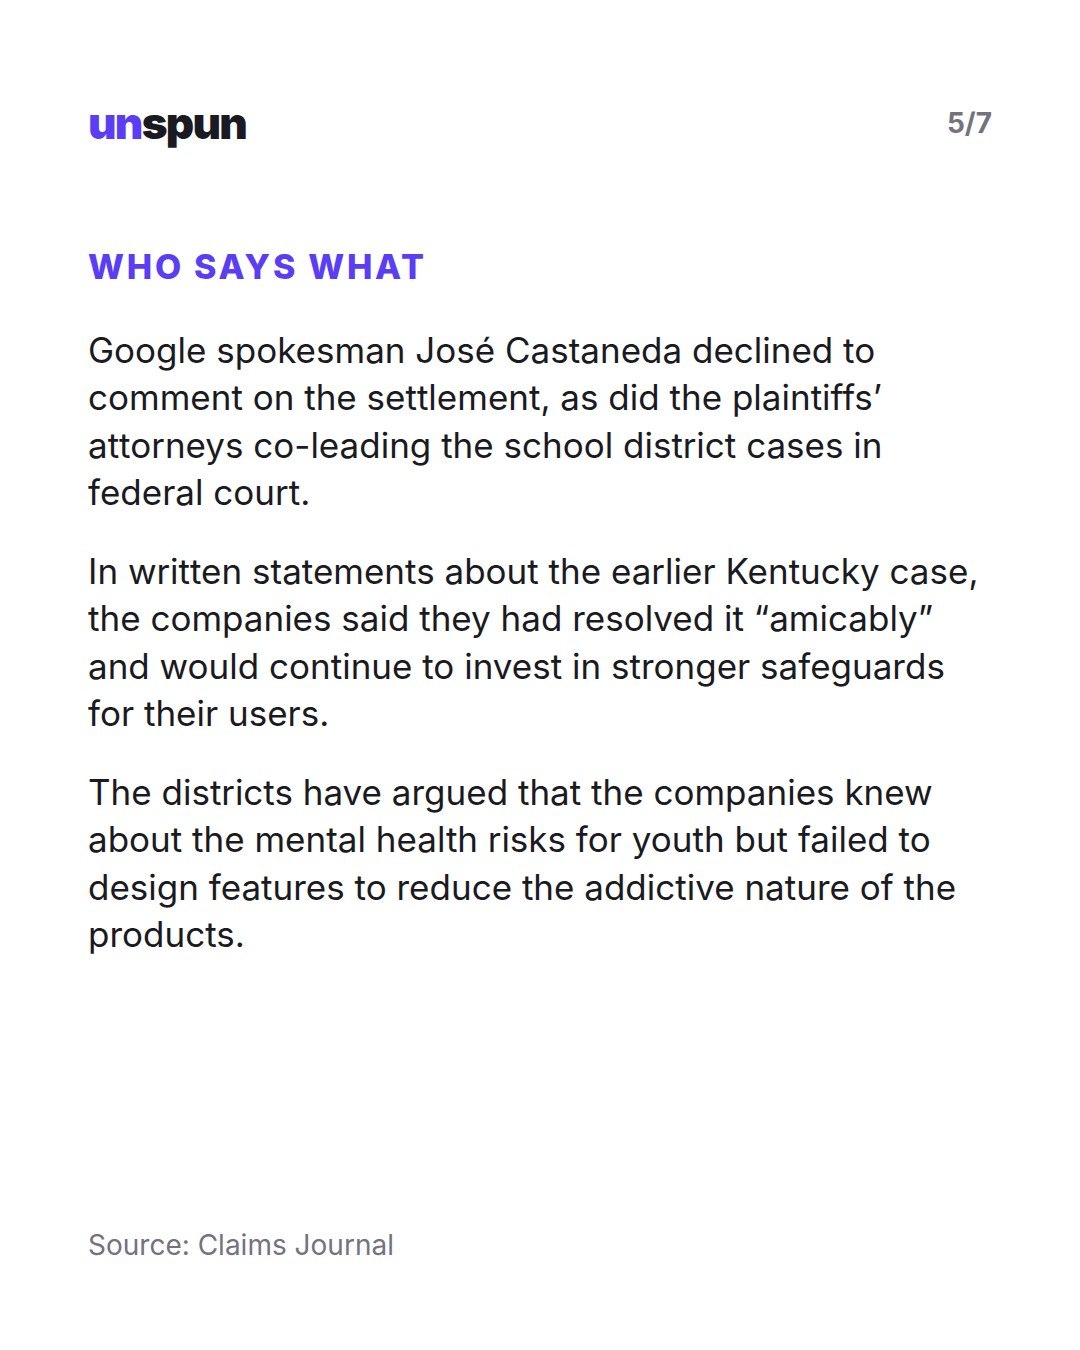 unspun
5/7
WHO SAYS WHAT
Google spokesman José Castaneda declined to
comment on the settlement, as did the plaintiffs’
attorneys co-leading the school district cases in
federal court.
In written statements about the earlier Kentucky case,
the companies said they had resolved it “amicably”
and would continue to invest in stronger safeguards
for their users.
The districts have argued that the companies knew
about the mental health risks for youth but failed to
design features to reduce the addictive nature of the
products.
Source: Claims Journal